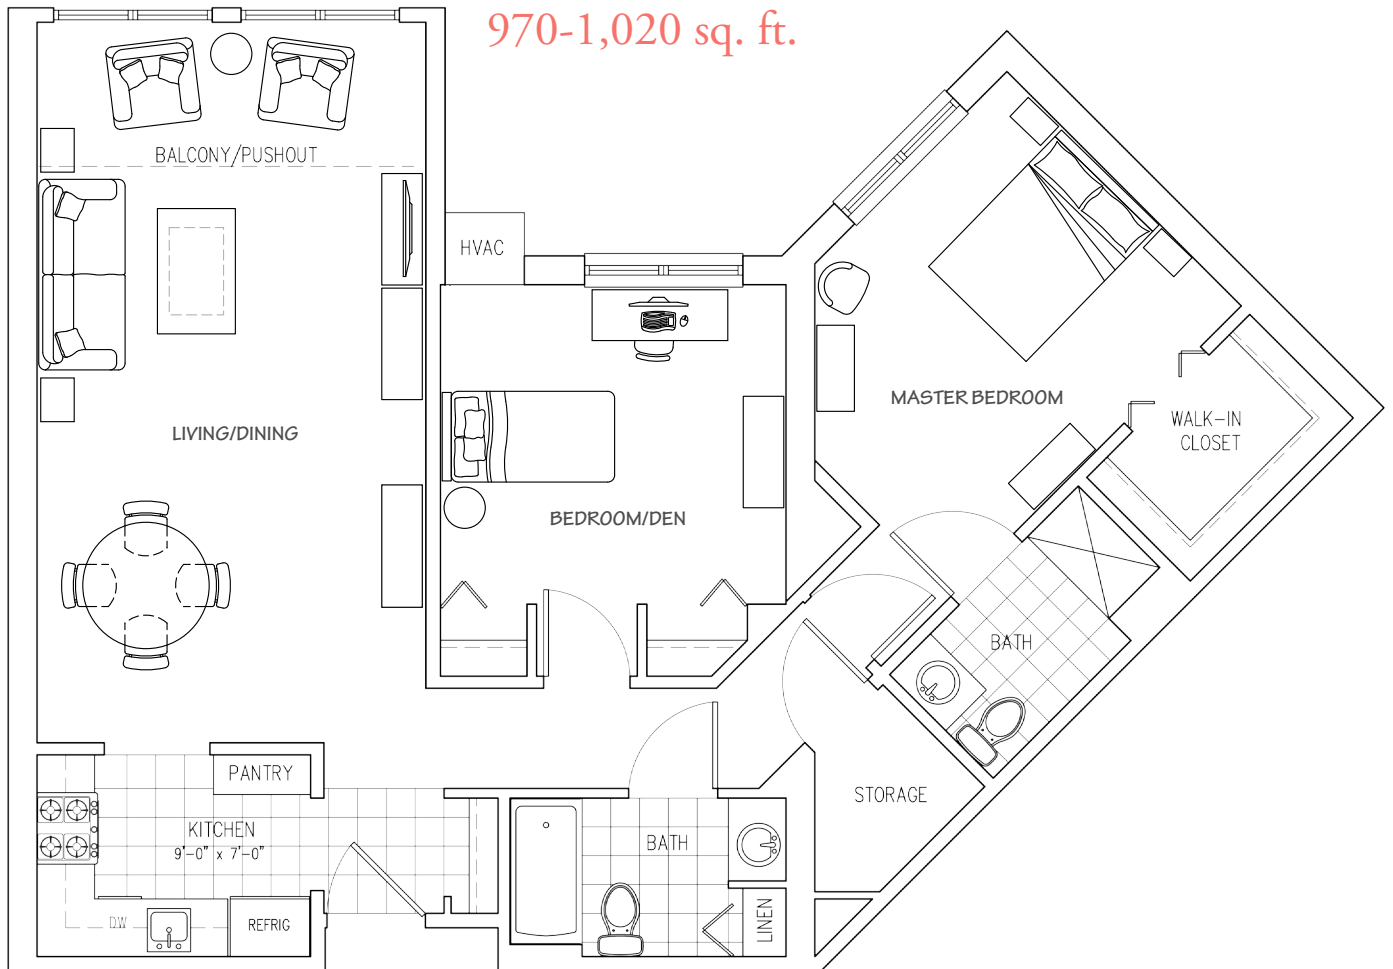 970-1,020 sq. ft.
BALCONY/PUSHOUT
HVAC
MASTER BEDROOM
WALK-IN
CLOSET
LIVING/DINING
BEDROOM/DEN
BATH
PANTRY
STORAGE
KITCHEN
9'-0" x 7'-0"
BATH
DW
REFRIG
LINEN